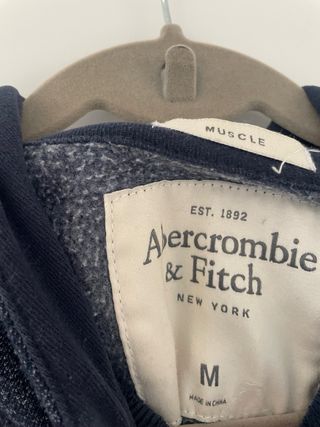 MUSCLE
EST. 1892
Abercrombie
& Fitch
NEW YORK
M
MADE IN CHINA